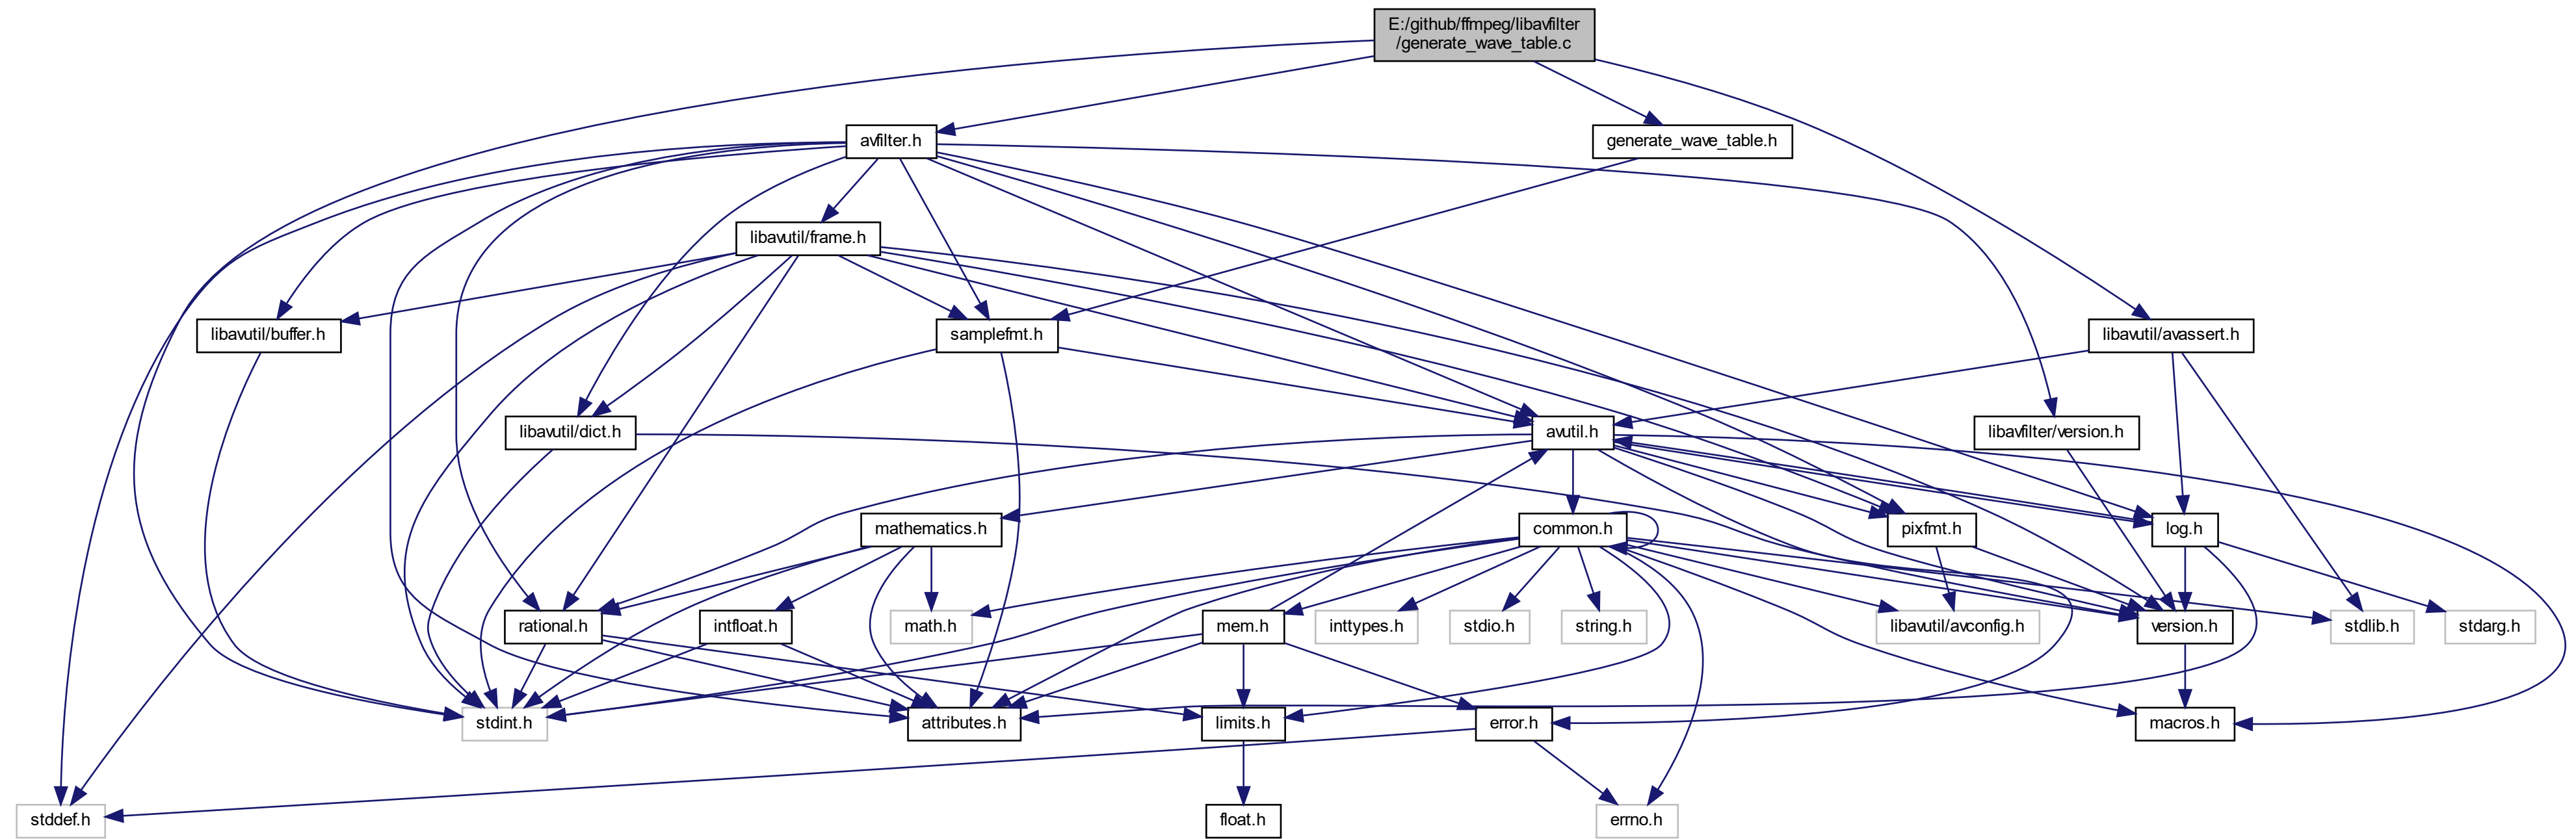 E:/github/ffmpeg/libavfilter
/generate_wave_table.c
avfilter.h
generate_wave_table.h
libavutil/frame.h
libavutil/buffer.h
samplefmt.h
libavutil/avassert.h
libavutil/dict.h
avutil.h
libavfilter/version.h
mathematics.h
common.h
pixfmt.h
log.h
rational.h
intfloat.h
math.h
mem.h
inttypes.h
stdio.h
string.h
libavutil/avconfig.h
version.h
stdlib.h
stdarg.h
stdint.h
attributes.h
limits.h
error.h
macros.h
stddef.h
float.h
errno.h